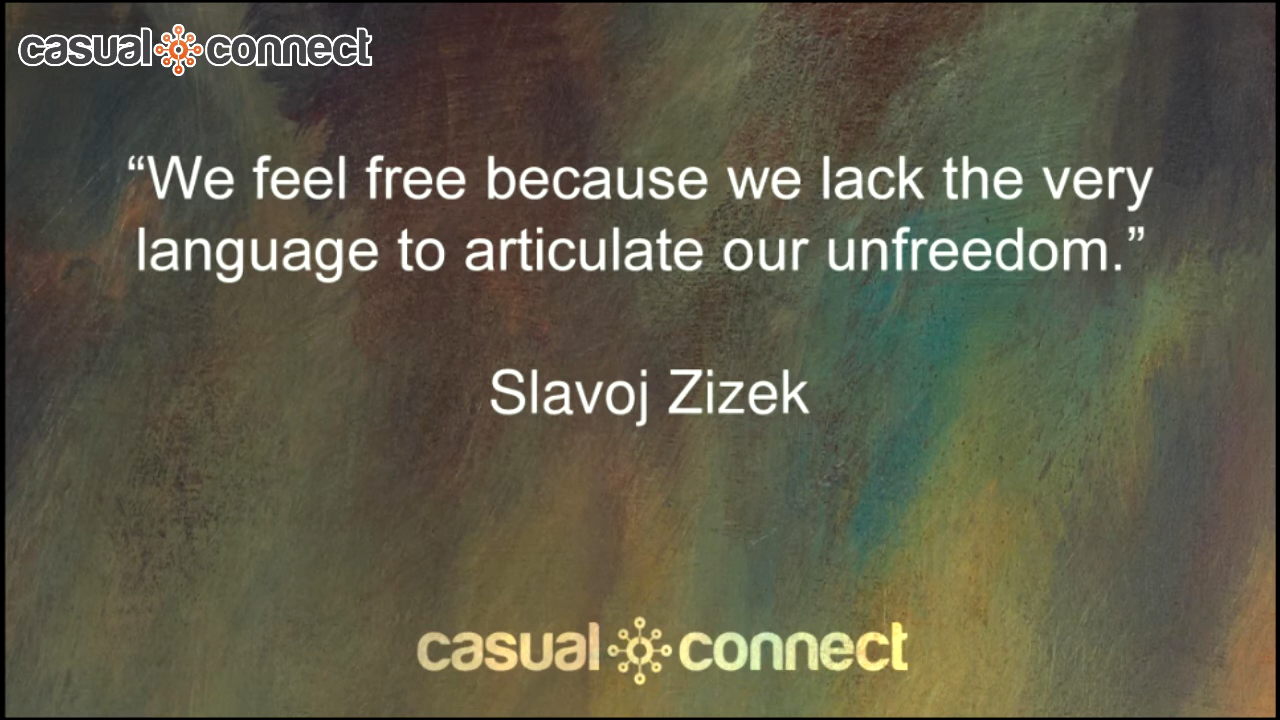 casual connect
“We feel free because we lack the very
language to articulate our unfreedom.”
Slavoj Zizek
casual connect